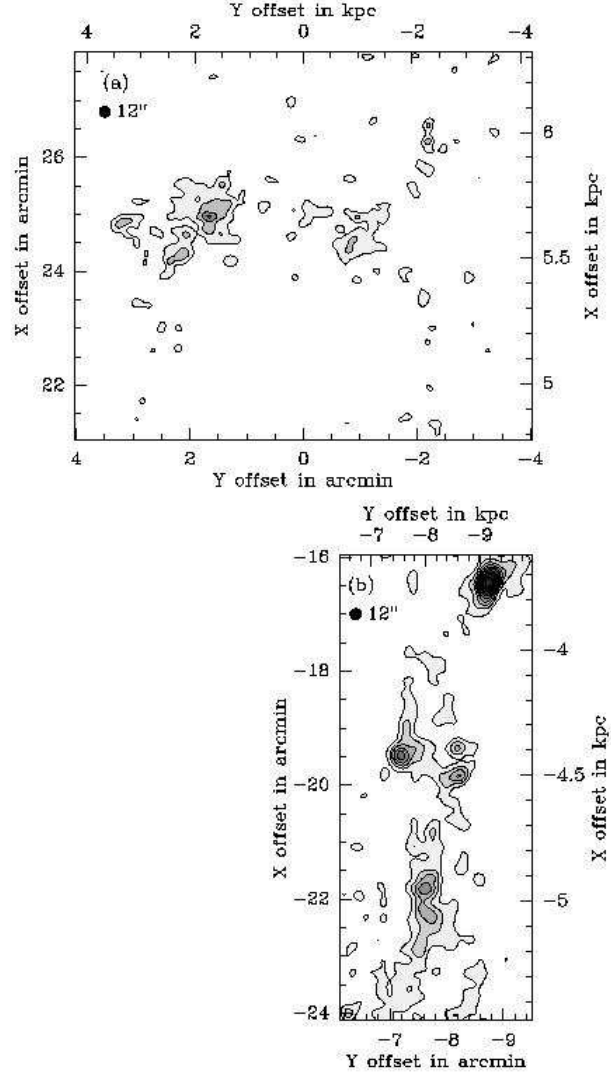 Y offset in kpc
4 2 0 −2 −4
(a)
12"
X offset in arcmin
26
24
22
6
5.5
5
X offset in kpc
4 2 0 −2 −4
Y offset in arcmin
Y offset in kpc
−7 −8 −9
(b)
12"
X offset in arcmin
−16
−18
−20
−22
−24
−4
−4.5
−5
X offset in kpc
−7 −8 −9
Y offset in arcmin